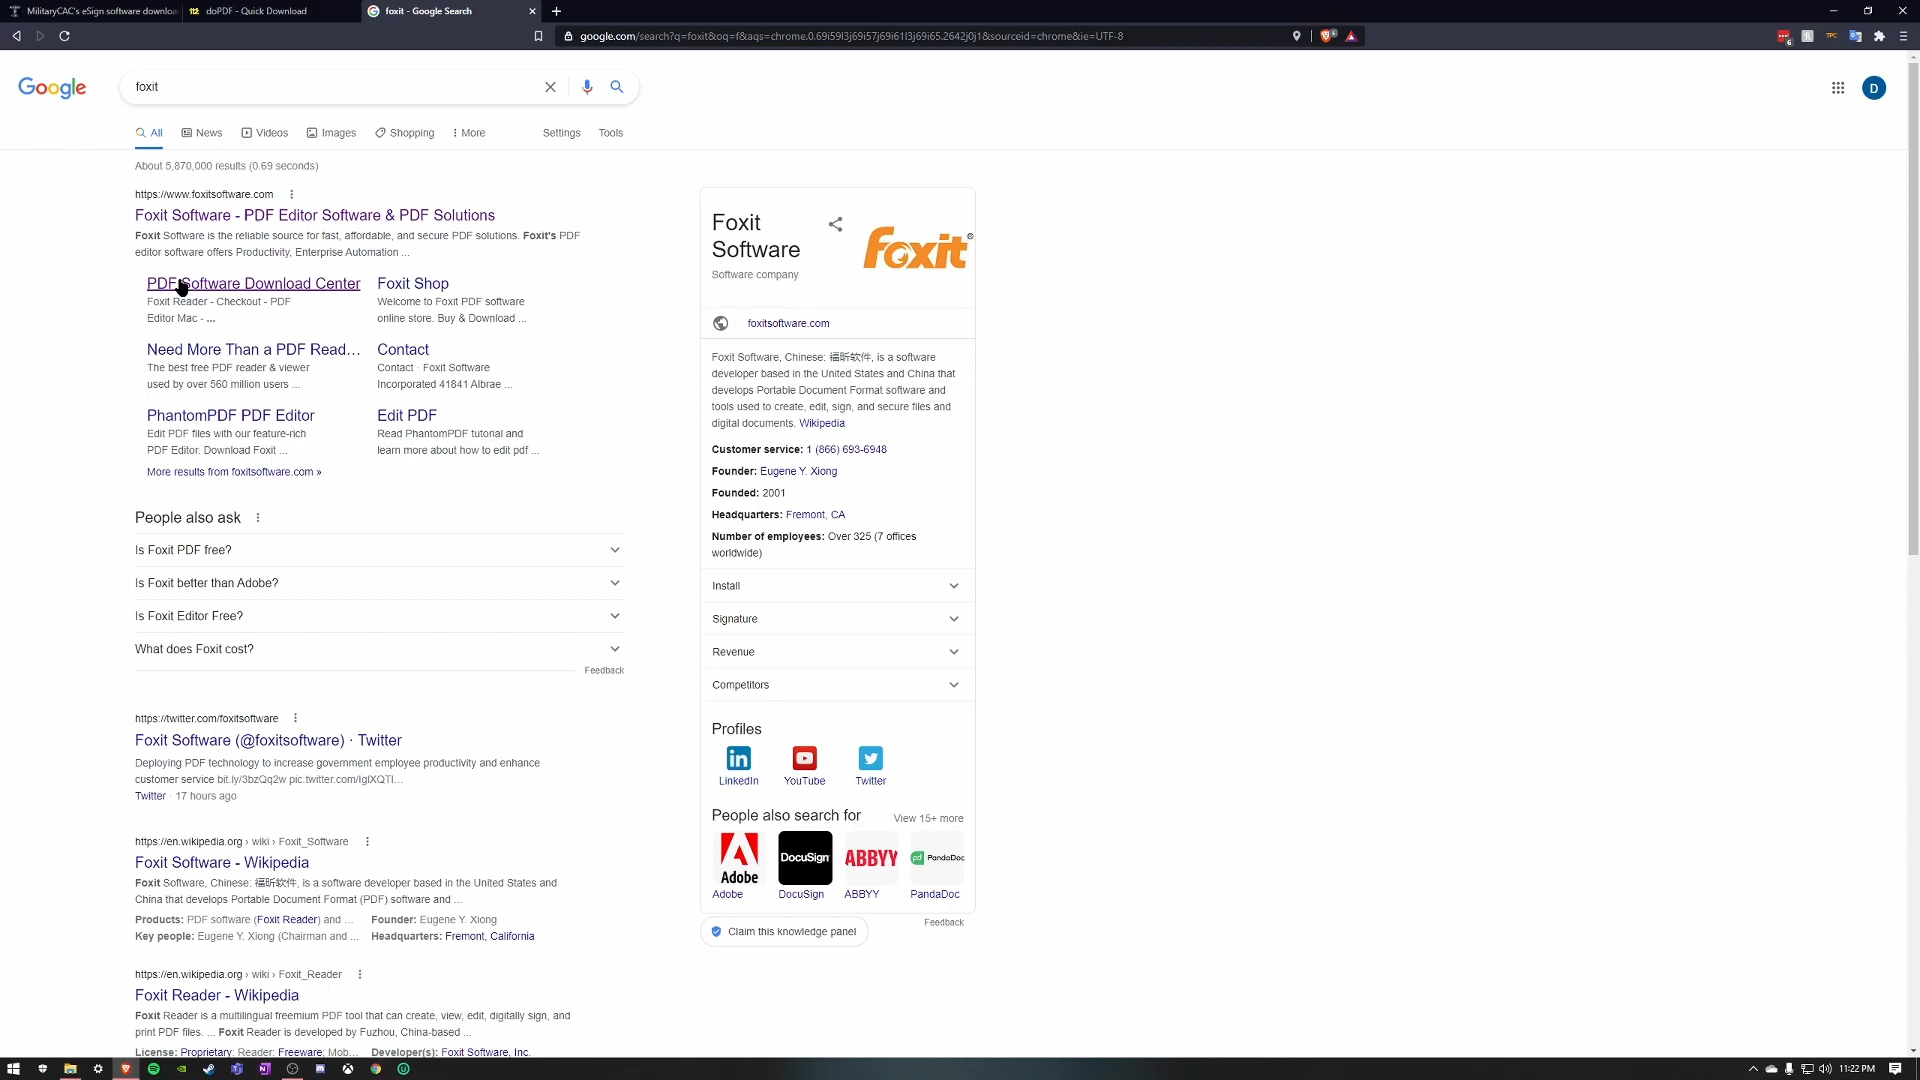 MilitaryCAC's eSign software downloa
doPDF - Quick Download
foxit - Google Search
google.com/search?q=foxit&oq=f&aqs=chrome.0.69i59l3j69i57j69i61l3j69i65.2642j0j1&sourceid=chrome&ie=UTF-8
TPC
Google
foxit
D
All
News
Videos
Images
Shopping
More
Settings
Tools
About 5,870,000 results (0.69 seconds)
https://www.foxitsoftware.com
Foxit Software - PDF Editor Software & PDF Solutions
Foxit Software is the reliable source for fast, affordable, and secure PDF solutions. Foxit's PDF
editor software offers Productivity, Enterprise Automation ...
PDF Software Download Center
Foxit Reader - Checkout - PDF
Editor Mac - ...
Foxit Shop
Welcome to Foxit PDF software
online store. Buy & Download ...
Need More Than a PDF Read...
The best free PDF reader & viewer
used by over 560 million users ...
Contact
Contact · Foxit Software
Incorporated 41841 Albrae ...
PhantomPDF PDF Editor
Edit PDF files with our feature-rich
PDF Editor. Download Foxit ...
Edit PDF
Read PhantomPDF tutorial and
learn more about how to edit pdf ...
More results from foxitsoftware.com »
People also ask
Is Foxit PDF free?
Is Foxit better than Adobe?
Is Foxit Editor Free?
What does Foxit cost?
Feedback
https://twitter.com/foxitsoftware
Foxit Software (@foxitsoftware) · Twitter
Deploying PDF technology to increase government employee productivity and enhance
customer service bit.ly/3bzQq2w pic.twitter.com/IglXQTI...
Twitter · 17 hours ago
https://en.wikipedia.org › wiki › Foxit_Software
Foxit Software - Wikipedia
Foxit Software, Chinese: 福昕软件, is a software developer based in the United States and
China that develops Portable Document Format (PDF) software and ...
Products: PDF software (Foxit Reader) and ...
Founder: Eugene Y. Xiong
Key people: Eugene Y. Xiong (Chairman and ...
Headquarters: Fremont, California
https://en.wikipedia.org › wiki › Foxit_Reader
Foxit Reader - Wikipedia
Foxit Reader is a multilingual freemium PDF tool that can create, view, edit, digitally sign, and
print PDF files. ... Foxit Reader is developed by Fuzhou, China-based ...
License: Proprietary; Reader: Freeware; Mob...
Developer(s): Foxit Software, Inc.
Foxit
Software
Software company
foxit
foxitsoftware.com
Foxit Software, Chinese: 福昕软件, is a software
developer based in the United States and China that
develops Portable Document Format software and
tools used to create, edit, sign, and secure files and
digital documents. Wikipedia
Customer service: 1 (866) 693-6948
Founder: Eugene Y. Xiong
Founded: 2001
Headquarters: Fremont, CA
Number of employees: Over 325 (7 offices
worldwide)
Install
Signature
Revenue
Competitors
Profiles
LinkedIn
YouTube
Twitter
People also search for
View 15+ more
Adobe
DocuSign
ABBYY
PandaDoc
Adobe
DocuSign
ABBYY
PandaDoc
Feedback
Claim this knowledge panel
11:22 PM